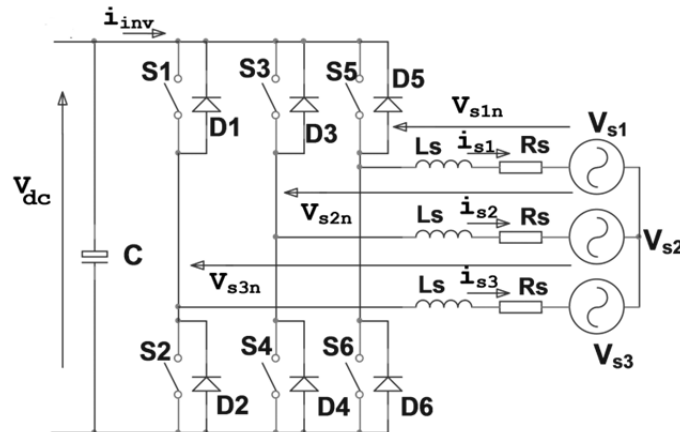 i_inv
S1
S3
S5
D5
D1
D3
V_s1n
V_s1
Ls
i_s1
Rs
V_dc
V_s2n
Ls
i_s2
Rs
V_s2
C
V_s3n
Ls
i_s3
Rs
V_s3
S2
S4
S6
D2
D4
D6